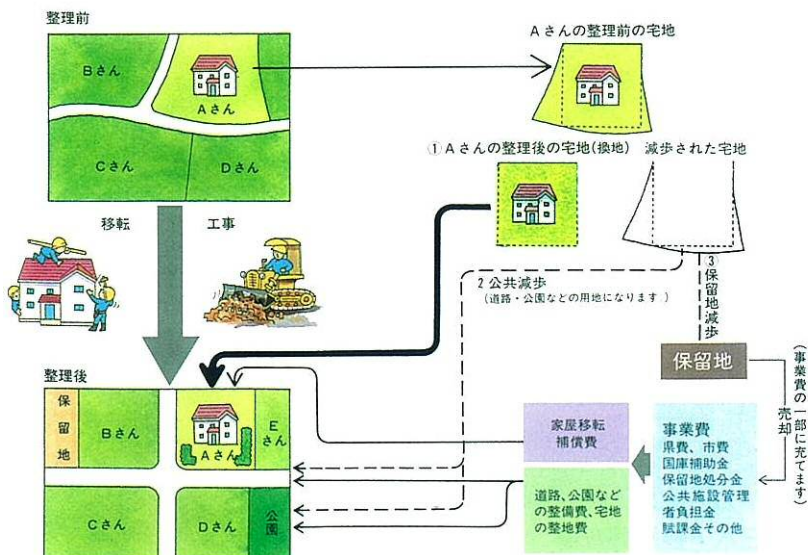 整理前
Bさん
Aさん
Cさん
Dさん
Aさんの整理前の宅地
①Aさんの整理後の宅地(換地)
減歩された宅地
移転
工事
2公共減歩
(道路・公園などの用地になります.)
③保留地減歩
保留地
売却
(事業費の一部に充てます)
整理後
保留地
Bさん
Aさん
Eさん
Cさん
Dさん
公園
家屋移転
補償費
道路、公園など
の整備費、宅地
の整地費
事業費
県費、市費
国庫補助金
保留地処分金
公共施設管理
者負担金
賦課金その他